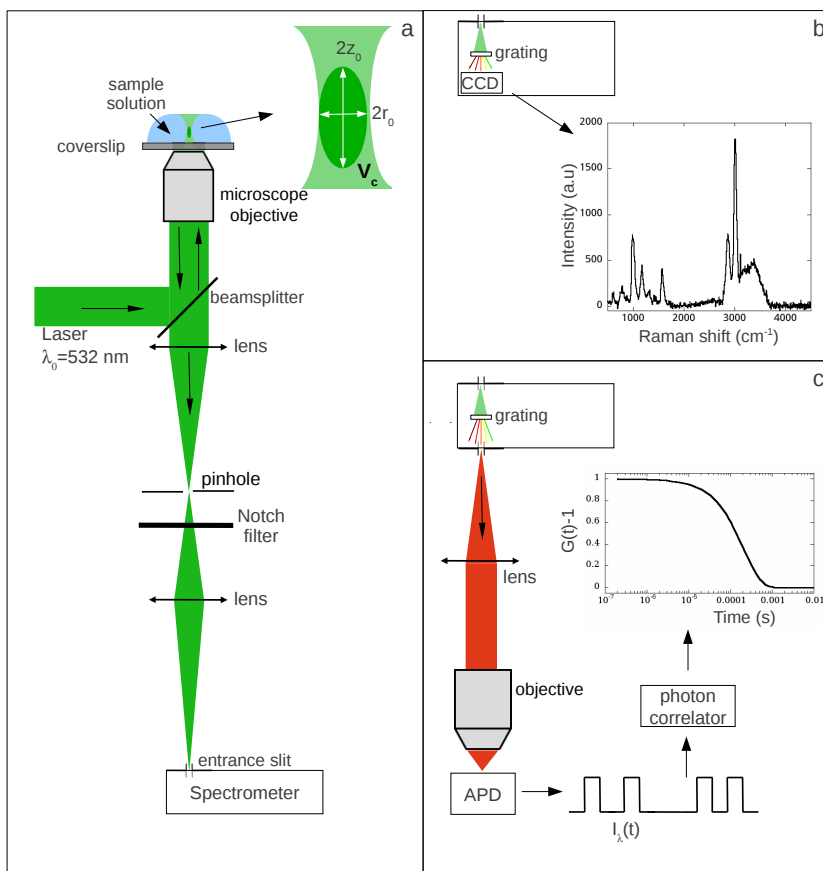 a
2z₀
2r₀
V_c
sample
solution
coverslip
microscope
objective
beamsplitter
Laser
λ₀=532 nm
lens
pinhole
Notch
filter
lens
entrance slit
Spectrometer
b
grating
CCD
Intensity (a.u)
2000
1500
1000
500
0
1000
2000
3000
4000
Raman shift (cm⁻¹)
c
grating
lens
objective
APD
I_λ(t)
photon
correlator
G(t)-1
1
0.8
0.6
0.4
0.2
0
10⁻⁷
10⁻⁶
10⁻⁵
0.0001
0.001
0.01
Time (s)